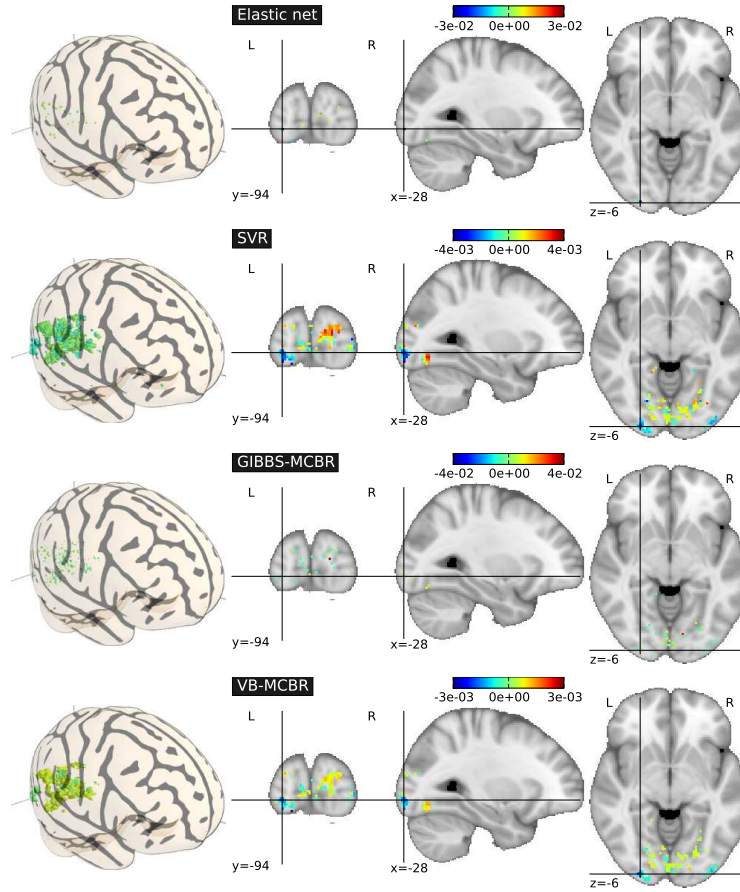 Elastic net
-3e-02 0e+00 3e-02
L R L R
y=-94 x=-28 z=-6
SVR
-4e-03 0e+00 4e-03
L R L R
y=-94 x=-28 z=-6
GIBBS-MCBR
-4e-02 0e+00 4e-02
L R L R
y=-94 x=-28 z=-6
VB-MCBR
-3e-03 0e+00 3e-03
L R L R
y=-94 x=-28 z=-6